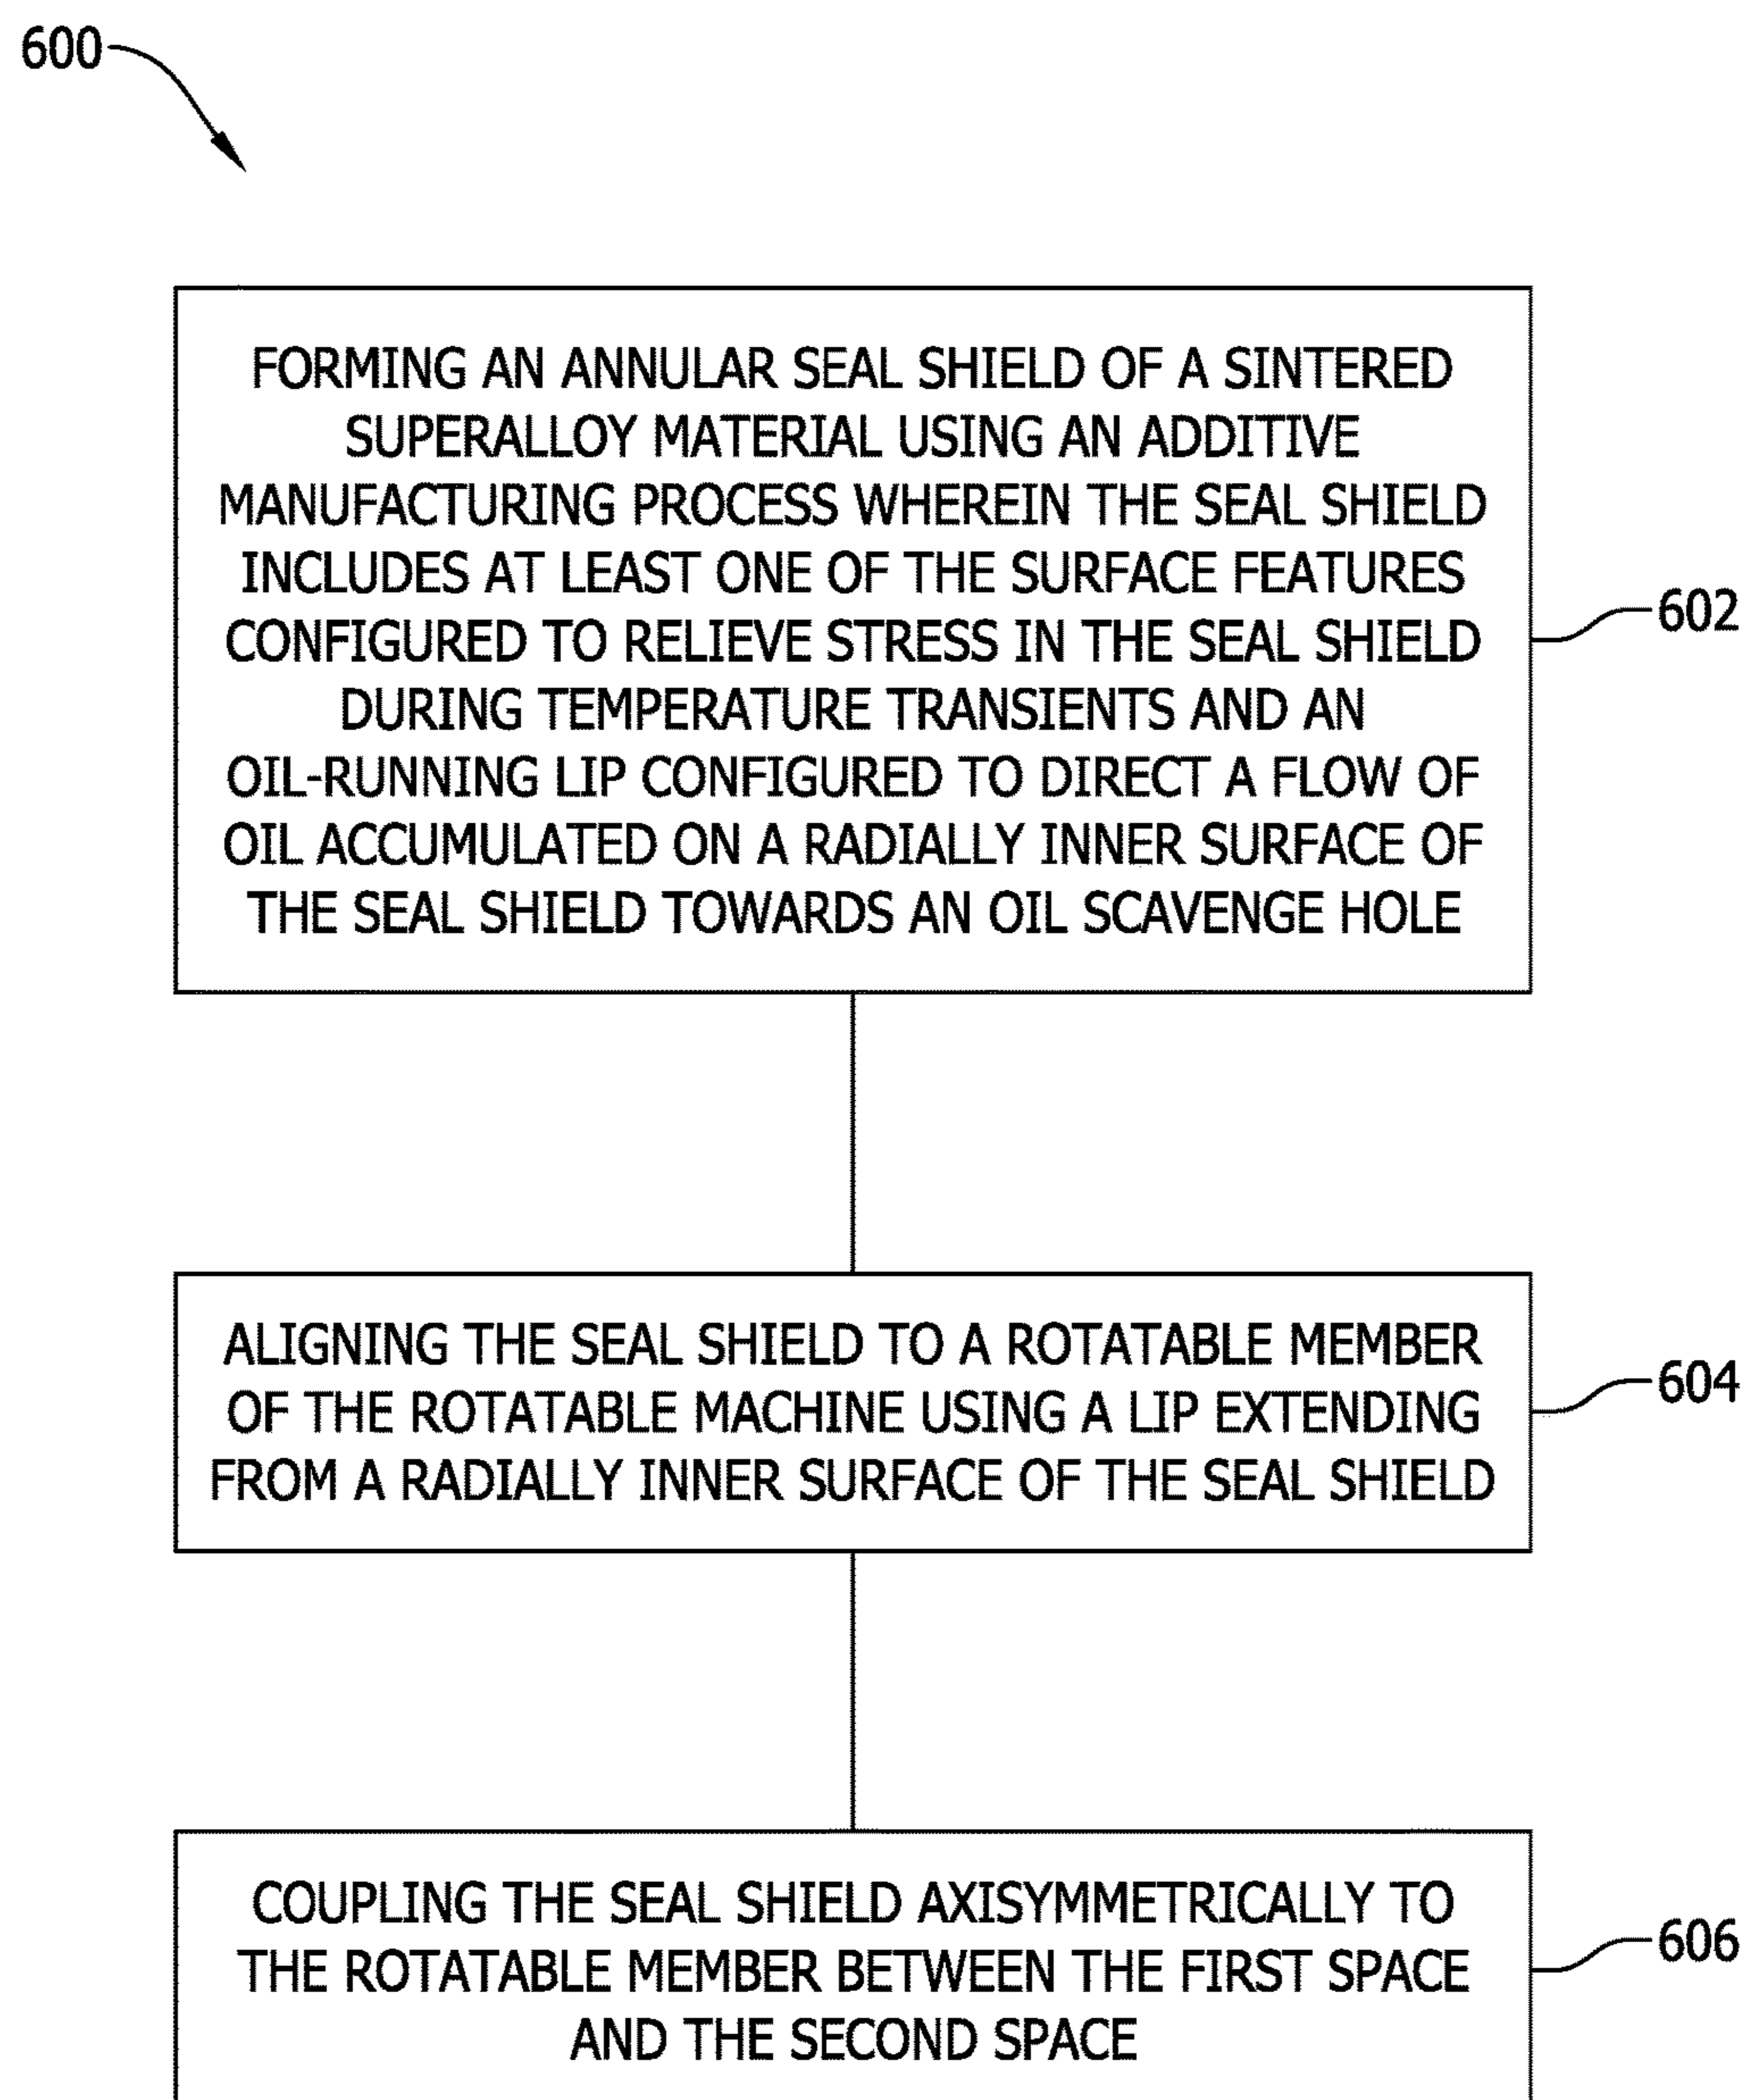 600
FORMING AN ANNULAR SEAL SHIELD OF A SINTERED
SUPERALLOY MATERIAL USING AN ADDITIVE
MANUFACTURING PROCESS WHEREIN THE SEAL SHIELD
INCLUDES AT LEAST ONE OF THE SURFACE FEATURES
CONFIGURED TO RELIEVE STRESS IN THE SEAL SHIELD
DURING TEMPERATURE TRANSIENTS AND AN
OIL-RUNNING LIP CONFIGURED TO DIRECT A FLOW OF
OIL ACCUMULATED ON A RADIALLY INNER SURFACE OF
THE SEAL SHIELD TOWARDS AN OIL SCAVENGE HOLE
602
ALIGNING THE SEAL SHIELD TO A ROTATABLE MEMBER
OF THE ROTATABLE MACHINE USING A LIP EXTENDING
FROM A RADIALLY INNER SURFACE OF THE SEAL SHIELD
604
COUPLING THE SEAL SHIELD AXISYMMETRICALLY TO
THE ROTATABLE MEMBER BETWEEN THE FIRST SPACE
AND THE SECOND SPACE
606